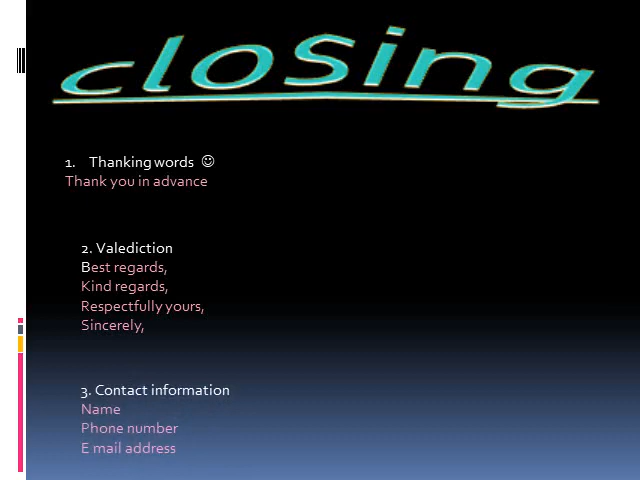 closing
1. Thanking words ☺
Thank you in advance
2. Valediction
Best regards,
Kind regards,
Respectfully yours,
Sincerely,
3. Contact information
Name
Phone number
E mail address